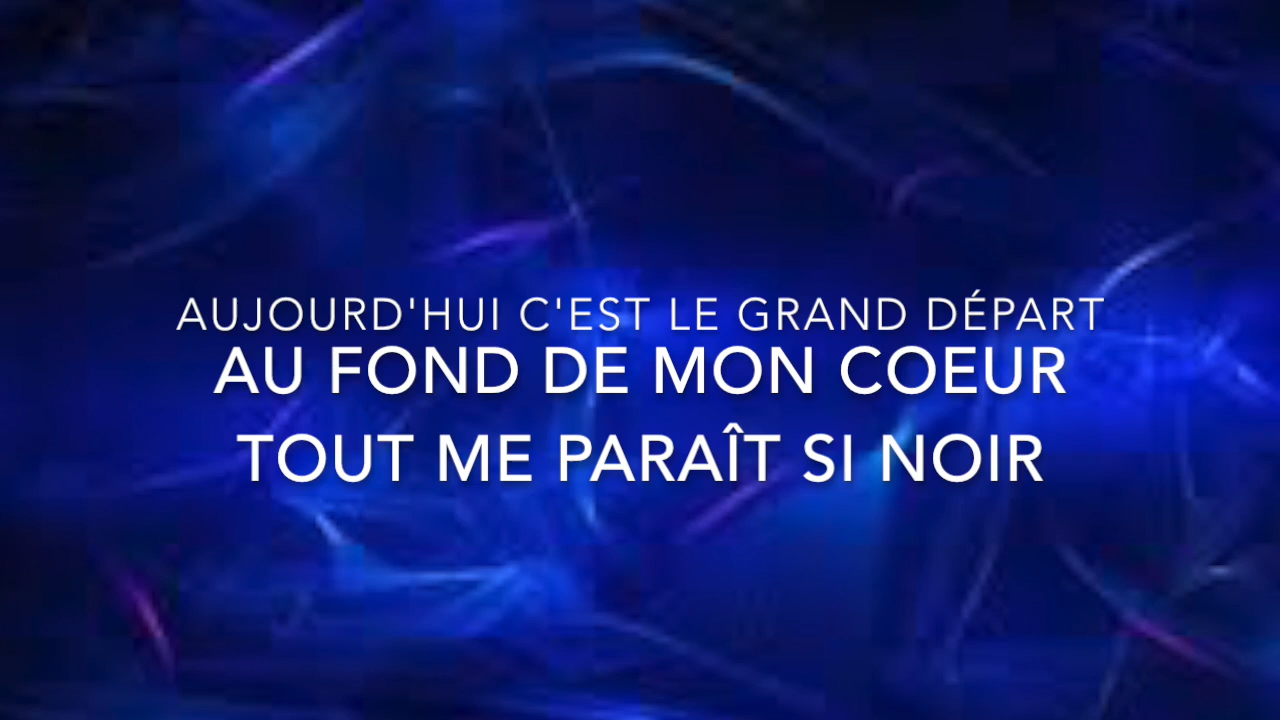 AUJOURD'HUI C'EST LE GRAND DÉPART
AU FOND DE MON COEUR
TOUT ME PARAÎT SI NOIR